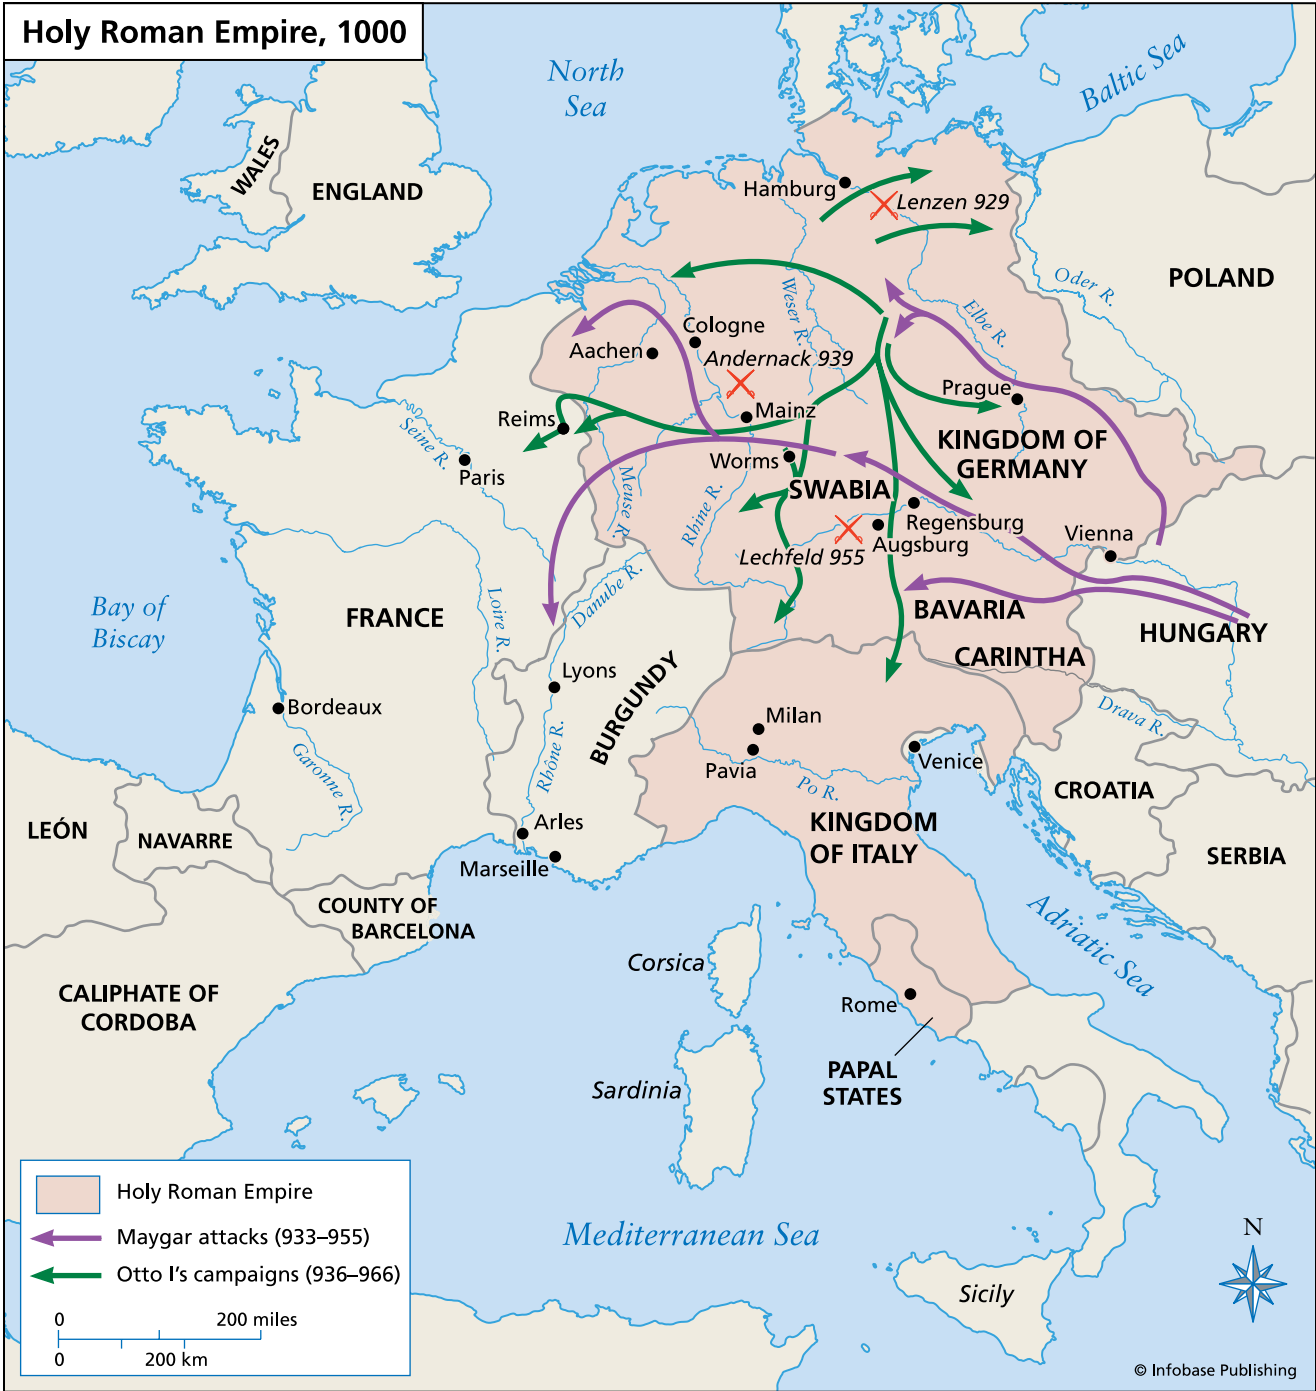 Holy Roman Empire, 1000
North
Sea
Baltic Sea
WALES
ENGLAND
Hamburg
Lenzen 929
POLAND
Oder R.
Weser R.
Elbe R.
Cologne
Aachen
Andernack 939
Prague
Mainz
Reims
Seine R.
Paris
KINGDOM OF
GERMANY
Worms
SWABIA
Meuse R.
Rhine R.
Regensburg
Augsburg
Vienna
Lechfeld 955
Danube R.
Bay of
Biscay
FRANCE
Loire R.
BAVARIA
HUNGARY
CARINTHA
Lyons
BURGUNDY
Bordeaux
Milan
Drava R.
Garonne R.
Rhône R.
Pavia
Venice
Po R.
CROATIA
LEÓN
NAVARRE
Arles
Marseille
KINGDOM
OF ITALY
SERBIA
COUNTY OF
BARCELONA
Adriatic Sea
Corsica
CALIPHATE OF
CORDOBA
Rome
PAPAL
STATES
Sardinia
Holy Roman Empire
Maygar attacks (933–955)
Otto I's campaigns (936–966)
0 200 miles
0 200 km
Mediterranean Sea
N
Sicily
© Infobase Publishing